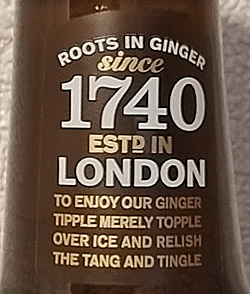 ROOTS IN GINGER
since
1740
ESTD IN
LONDON
TO ENJOY OUR GINGER
TIPPLE MERELY TOPPLE
OVER ICE AND RELISH
THE TANG AND TINGLE